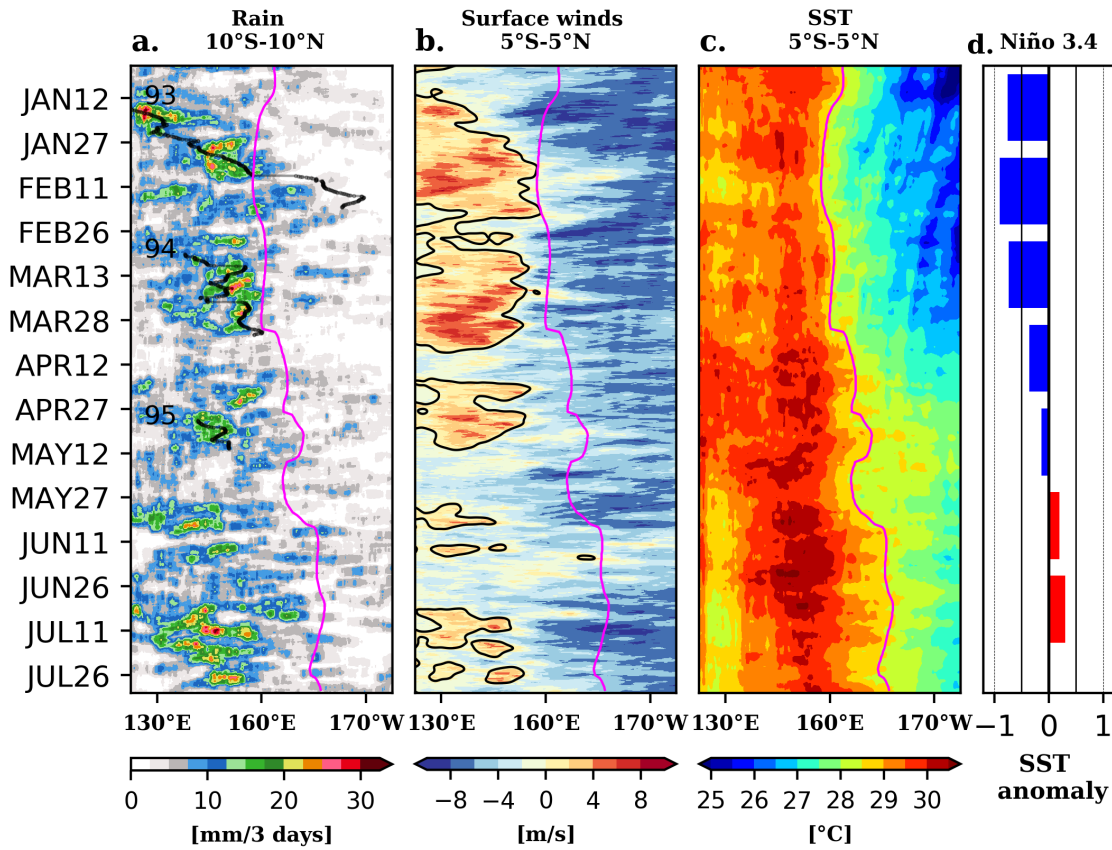 Rain
10°S-10°N
a.
Surface winds
5°S-5°N
b.
SST
5°S-5°N
c.
d. Niño 3.4
JAN12
JAN27
FEB11
FEB26
MAR13
MAR28
APR12
APR27
MAY12
MAY27
JUN11
JUN26
JUL11
JUL26
93
94
95
130°E 160°E 170°W
130°E 160°E 170°W
130°E 160°E 170°W
−1 0 1
0 10 20 30
[mm/3 days]
−8 −4 0 4 8
[m/s]
25 26 27 28 29 30
[°C]
SST
anomaly